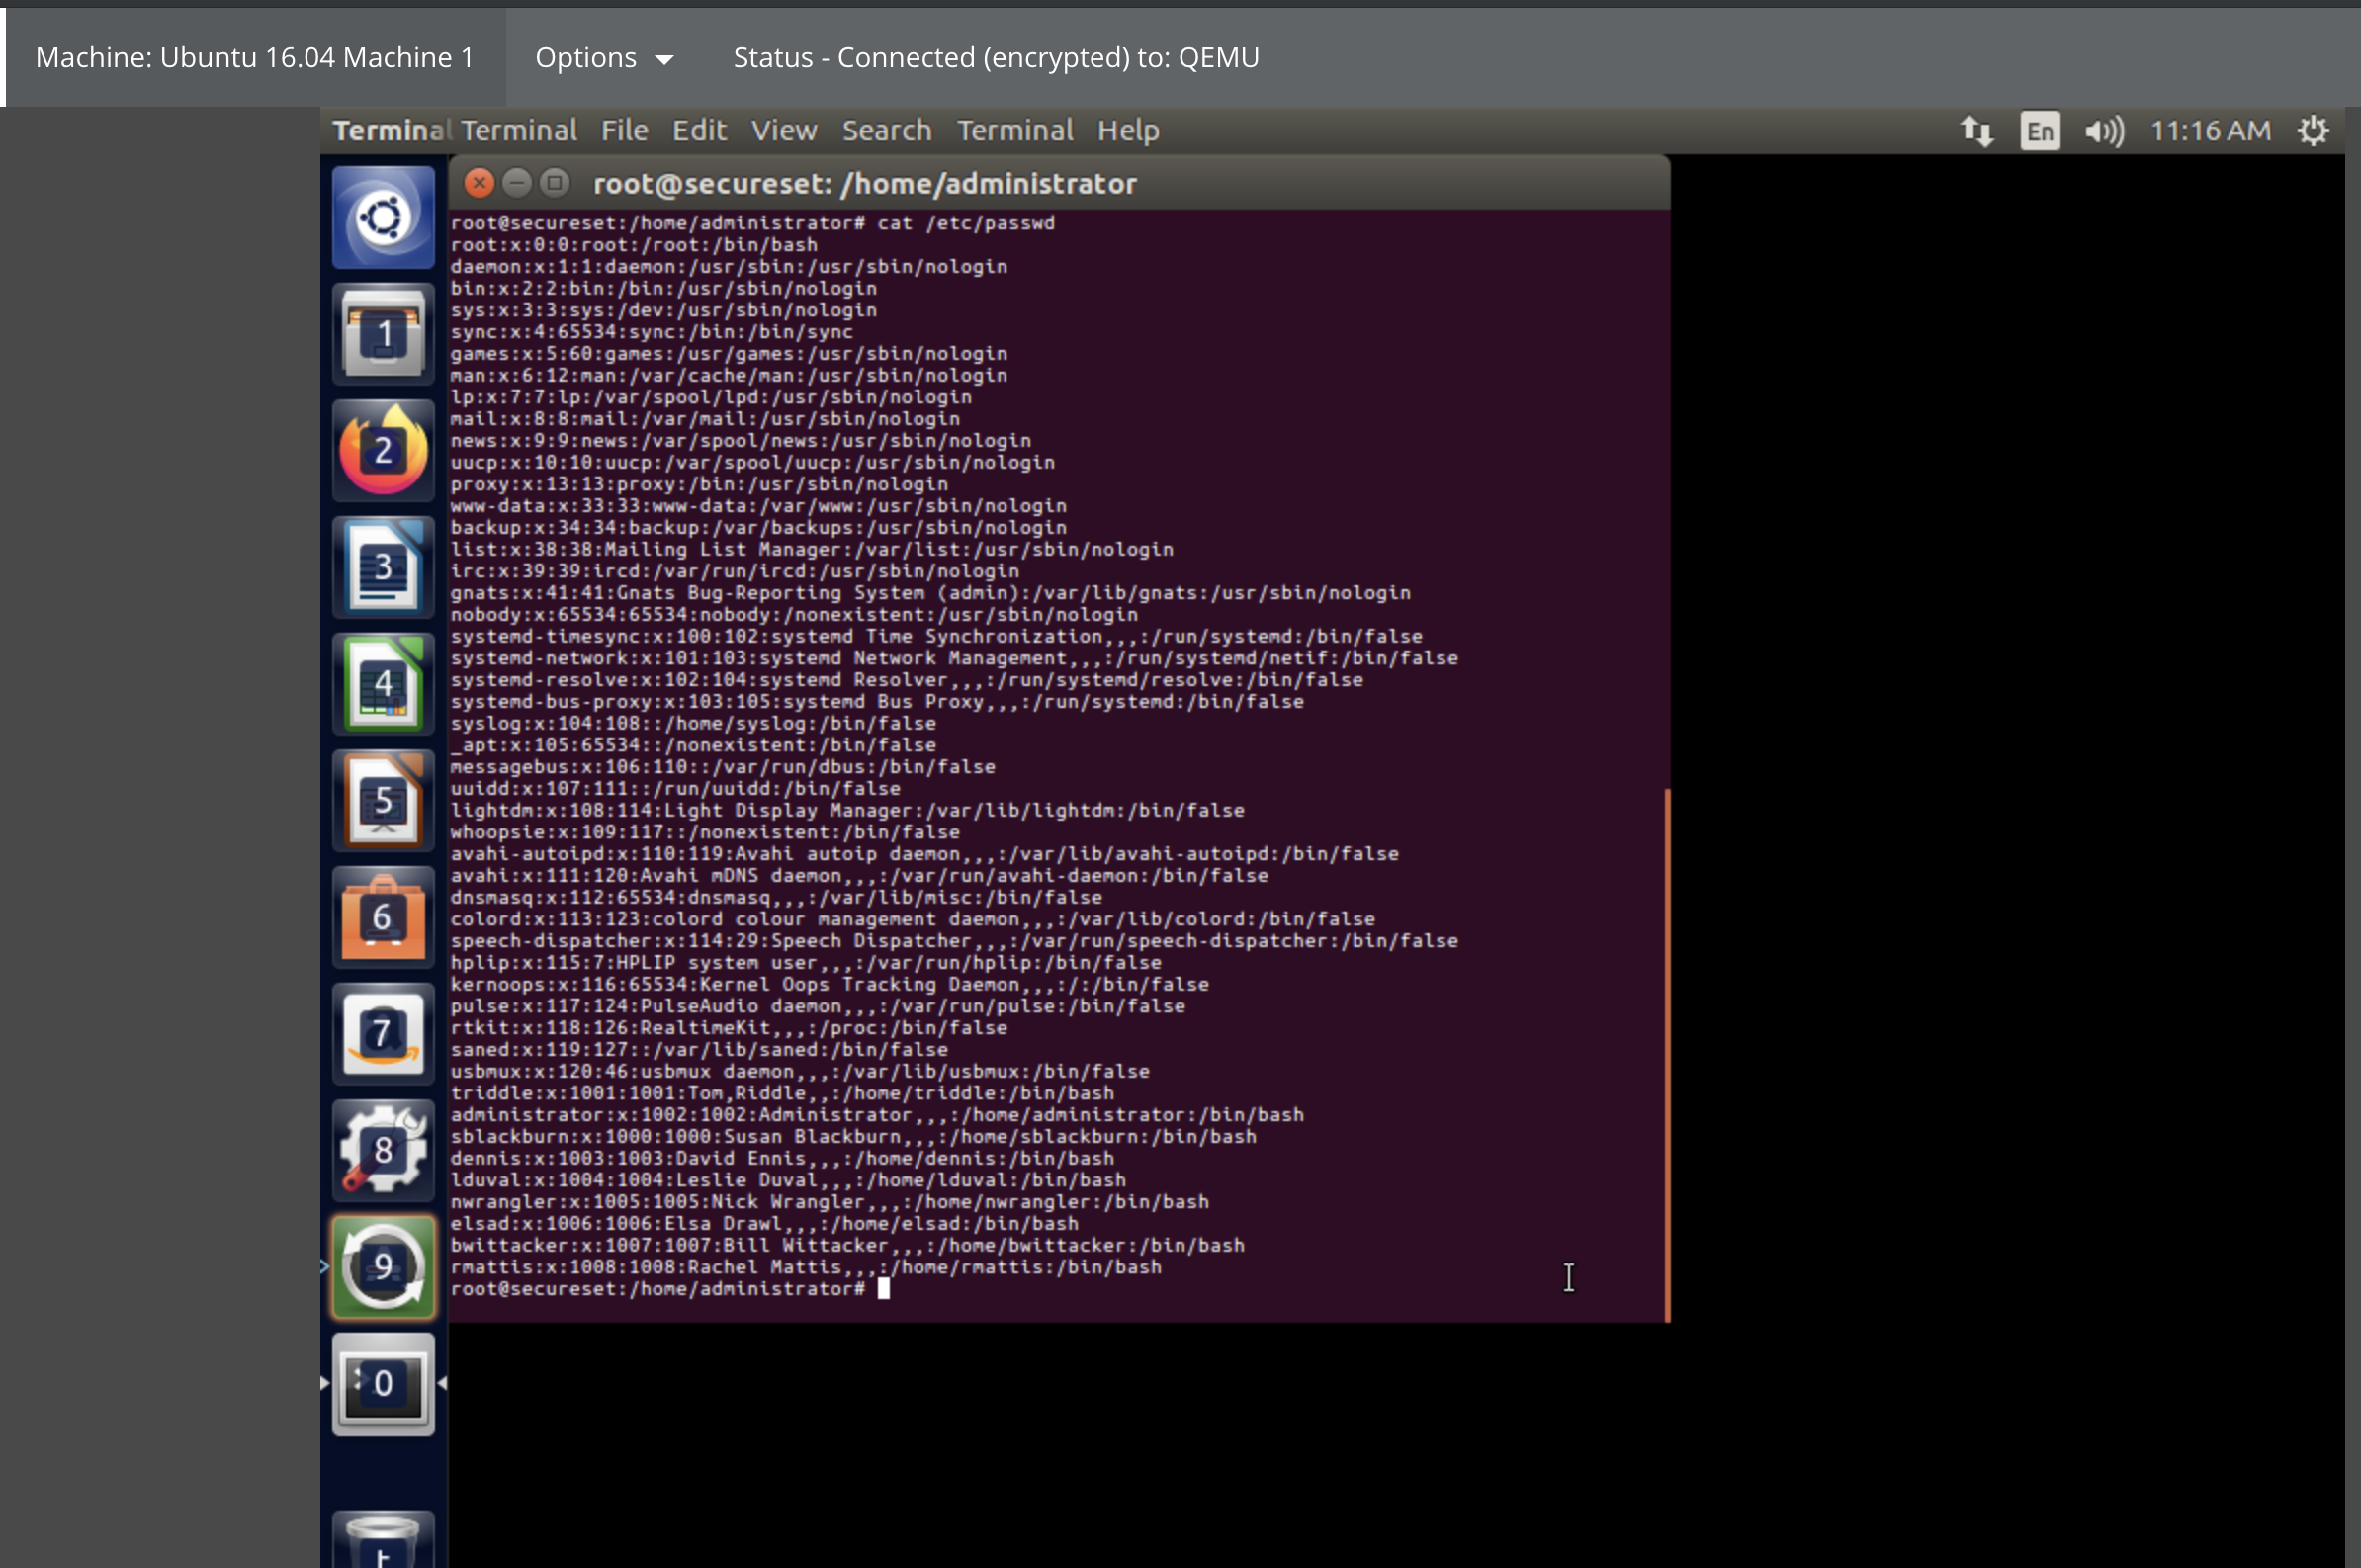 Machine: Ubuntu 16.04 Machine 1 Options Status - Connected (encrypted) to: QEMU
Terminal Terminal File Edit View Search Terminal Help En 11:16 AM
root@secureset: /home/administrator
root@secureset:/home/administrator# cat /etc/passwd
root:x:0:0:root:/root:/bin/bash
daemon:x:1:1:daemon:/usr/sbin:/usr/sbin/nologin
bin:x:2:2:bin:/bin:/usr/sbin/nologin
sys:x:3:3:sys:/dev:/usr/sbin/nologin
sync:x:4:65534:sync:/bin:/bin/sync
games:x:5:60:games:/usr/games:/usr/sbin/nologin
man:x:6:12:man:/var/cache/man:/usr/sbin/nologin
lp:x:7:7:lp:/var/spool/lpd:/usr/sbin/nologin
mail:x:8:8:mail:/var/mail:/usr/sbin/nologin
news:x:9:9:news:/var/spool/news:/usr/sbin/nologin
uucp:x:10:10:uucp:/var/spool/uucp:/usr/sbin/nologin
proxy:x:13:13:proxy:/bin:/usr/sbin/nologin
www-data:x:33:33:www-data:/var/www:/usr/sbin/nologin
backup:x:34:34:backup:/var/backups:/usr/sbin/nologin
list:x:38:38:Mailing List Manager:/var/list:/usr/sbin/nologin
irc:x:39:39:ircd:/var/run/ircd:/usr/sbin/nologin
gnats:x:41:41:Gnats Bug-Reporting System (admin):/var/lib/gnats:/usr/sbin/nologin
nobody:x:65534:65534:nobody:/nonexistent:/usr/sbin/nologin
systemd-timesync:x:100:102:systemd Time Synchronization,,,:/run/systemd:/bin/false
systemd-network:x:101:103:systemd Network Management,,,:/run/systemd/netif:/bin/false
systemd-resolve:x:102:104:systemd Resolver,,,:/run/systemd/resolve:/bin/false
systemd-bus-proxy:x:103:105:systemd Bus Proxy,,,:/run/systemd:/bin/false
syslog:x:104:108::/home/syslog:/bin/false
_apt:x:105:65534::/nonexistent:/bin/false
messagebus:x:106:110::/var/run/dbus:/bin/false
uuidd:x:107:111::/run/uuidd:/bin/false
lightdm:x:108:114:Light Display Manager:/var/lib/lightdm:/bin/false
whoopsie:x:109:117::/nonexistent:/bin/false
avahi-autoipd:x:110:119:Avahi autoip daemon,,,:/var/lib/avahi-autoipd:/bin/false
avahi:x:111:120:Avahi mDNS daemon,,,:/var/run/avahi-daemon:/bin/false
dnsmasq:x:112:65534:dnsmasq,,,:/var/lib/misc:/bin/false
colord:x:113:123:colord colour management daemon,,,:/var/lib/colord:/bin/false
speech-dispatcher:x:114:29:Speech Dispatcher,,,:/var/run/speech-dispatcher:/bin/false
hplip:x:115:7:HPLIP system user,,,:/var/run/hplip:/bin/false
kernoops:x:116:65534:Kernel Oops Tracking Daemon,,,:/:/bin/false
pulse:x:117:124:PulseAudio daemon,,,:/var/run/pulse:/bin/false
rtkit:x:118:126:RealtimeKit,,,:/proc:/bin/false
saned:x:119:127::/var/lib/saned:/bin/false
usbmux:x:120:46:usbmux daemon,,,:/var/lib/usbmux:/bin/false
triddle:x:1001:1001:Tom,Riddle,,:/home/triddle:/bin/bash
administrator:x:1002:1002:Administrator,,,:/home/administrator:/bin/bash
sblackburn:x:1000:1000:Susan Blackburn,,,:/home/sblackburn:/bin/bash
dennis:x:1003:1003:David Ennis,,,:/home/dennis:/bin/bash
lduval:x:1004:1004:Leslie Duval,,,:/home/lduval:/bin/bash
nwrangler:x:1005:1005:Nick Wrangler,,,:/home/nwrangler:/bin/bash
elsad:x:1006:1006:Elsa Drawl,,,:/home/elsad:/bin/bash
bwittacker:x:1007:1007:Bill Wittacker,,,:/home/bwittacker:/bin/bash
rmattis:x:1008:1008:Rachel Mattis,,,:/home/rmattis:/bin/bash
root@secureset:/home/administrator#
1
2
3
4
5
6
7
8
9
0
t